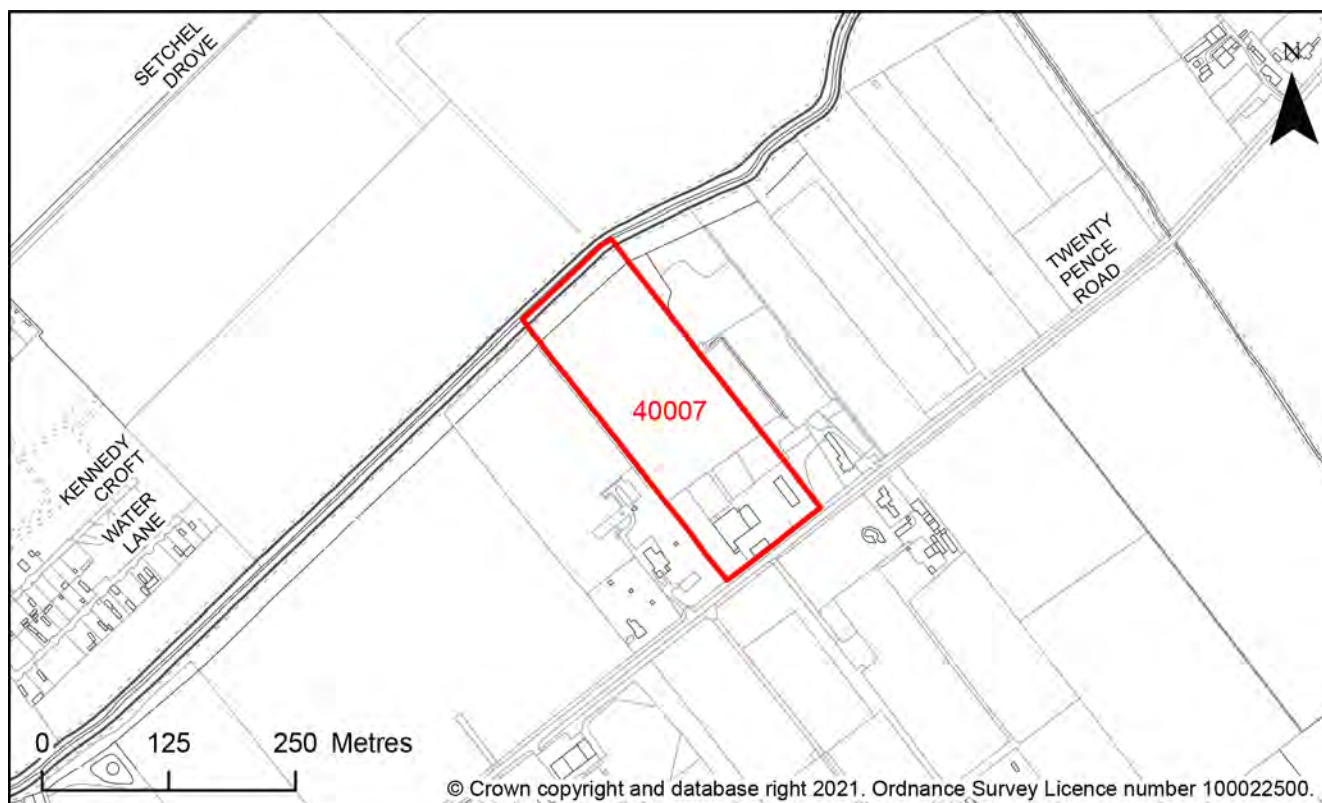 SETCHEL
DROVE
N
TWENTY
PENCE
ROAD
40007
KENNEDY
CROFT
WATER
LANE
0 125 250 Metres
© Crown copyright and database right 2021. Ordnance Survey Licence number 100022500.